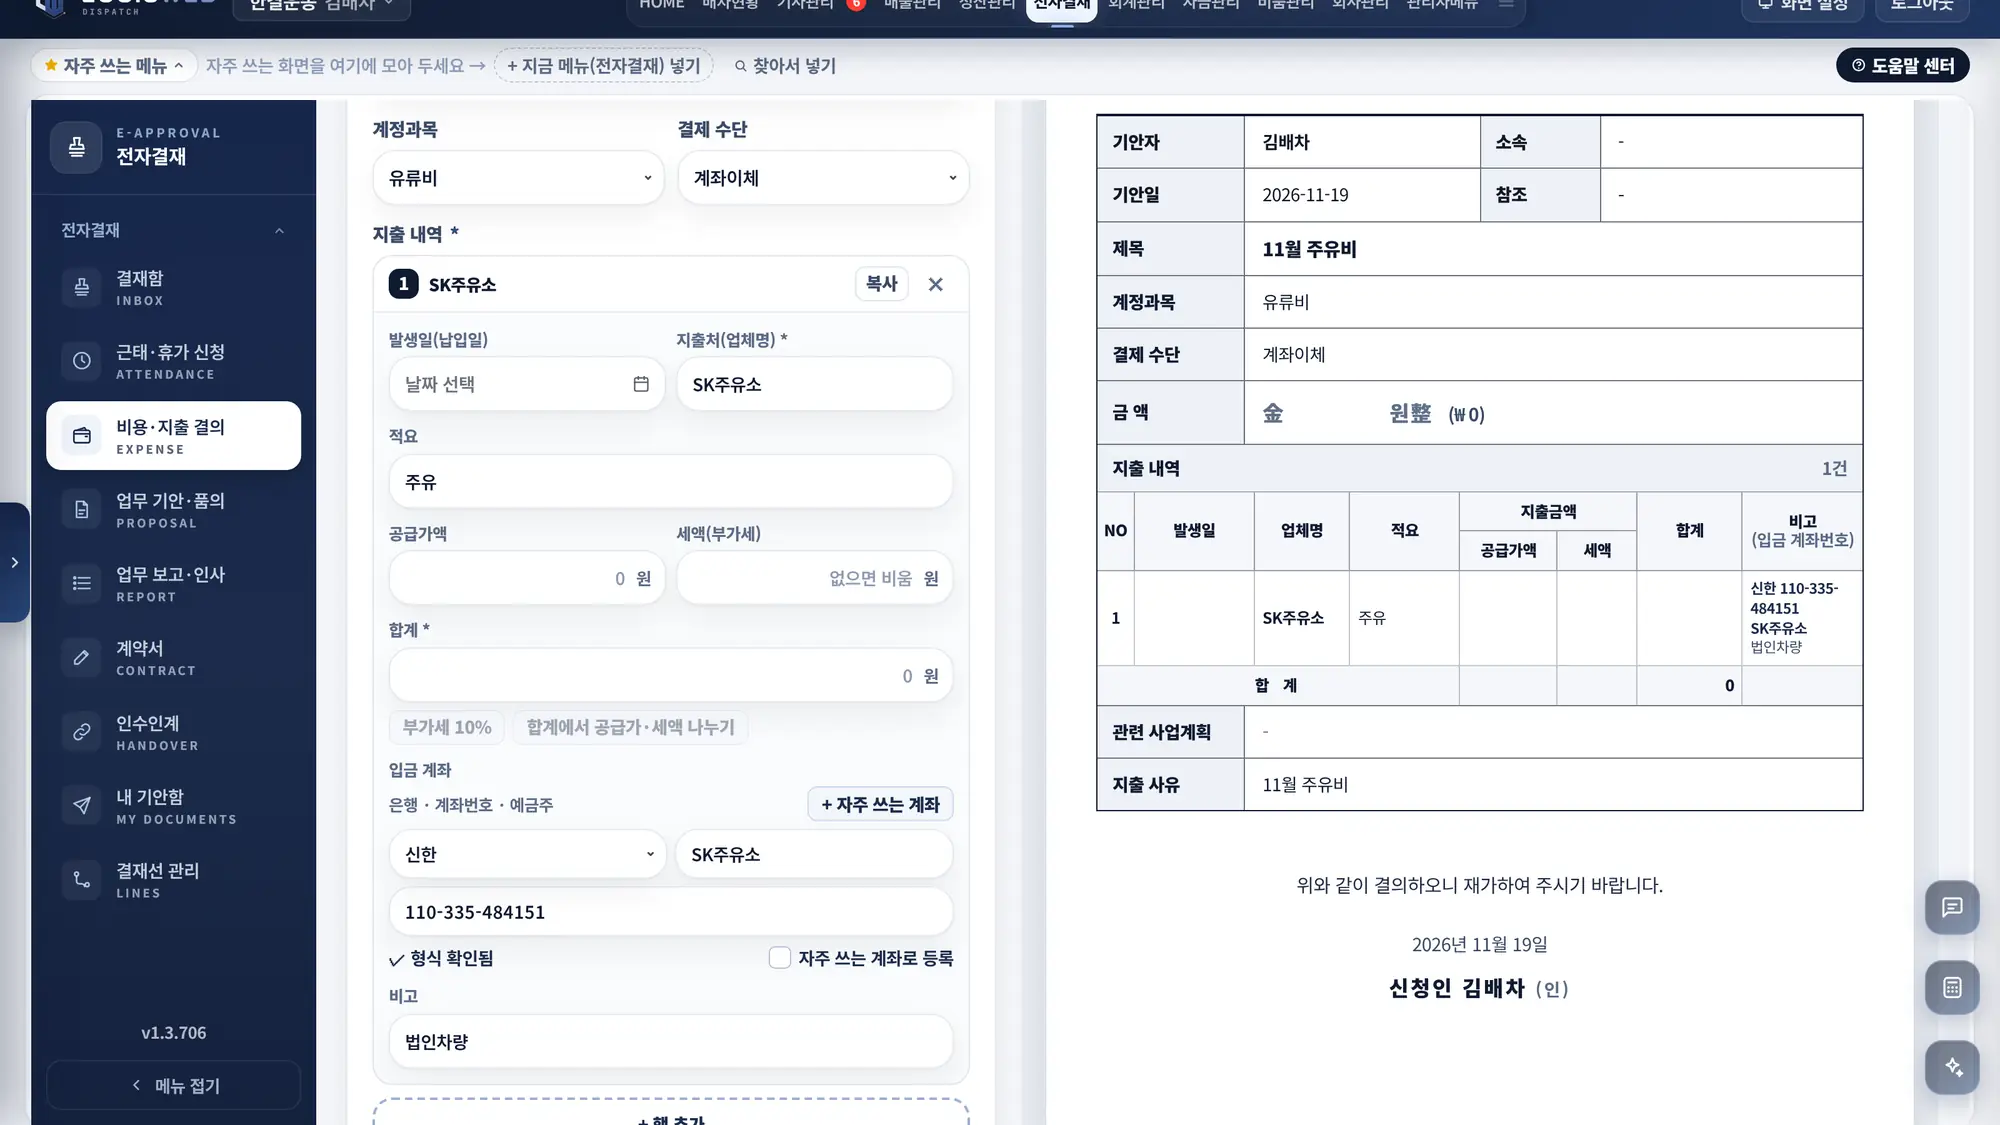 DISPATCH
한결운송 김배차
HOME 배차현황 기사관리 6 매출관리 정산관리 전자결재 회계관리 자금관리 비품관리 회사관리 관리자메뉴
화면 설정 로그아웃
자주 쓰는 메뉴 자주 쓰는 화면을 여기에 모아 두세요 → + 지금 메뉴(전자결재) 넣기 찾아서 넣기
도움말 센터
E-APPROVAL
전자결재
전자결재
결재함
INBOX
근태·휴가 신청
ATTENDANCE
비용·지출 결의
EXPENSE
업무 기안·품의
PROPOSAL
업무 보고·인사
REPORT
계약서
CONTRACT
인수인계
HANDOVER
내 기안함
MY DOCUMENTS
결재선 관리
LINES
v1.3.706
메뉴 접기
계정과목 결제 수단
유류비 계좌이체
지출 내역 *
1 SK주유소 복사
발생일(납입일) 지출처(업체명) *
날짜 선택 SK주유소
적요
주유
공급가액 세액(부가세)
0 원 없으면 비움 원
합계 *
0 원
부가세 10% 합계에서 공급가·세액 나누기
입금 계좌
은행 · 계좌번호 · 예금주 + 자주 쓰는 계좌
신한 SK주유소
110-335-484151
형식 확인됨 자주 쓰는 계좌로 등록
비고
법인차량
+ 행 추가
기안자 김배차 소속 -
기안일 2026-11-19 참조 -
제목 11월 주유비
계정과목 유류비
결제 수단 계좌이체
금 액 金 원整 (₩0)
지출 내역 1건
NO 발생일 업체명 적요 지출금액 합계 비고
(입금 계좌번호)
공급가액 세액
1 SK주유소 주유 신한 110-335-
484151
SK주유소
법인차량
합 계 0
관련 사업계획 -
지출 사유 11월 주유비
위와 같이 결의하오니 재가하여 주시기 바랍니다.
2026년 11월 19일
신청인 김배차 (인)